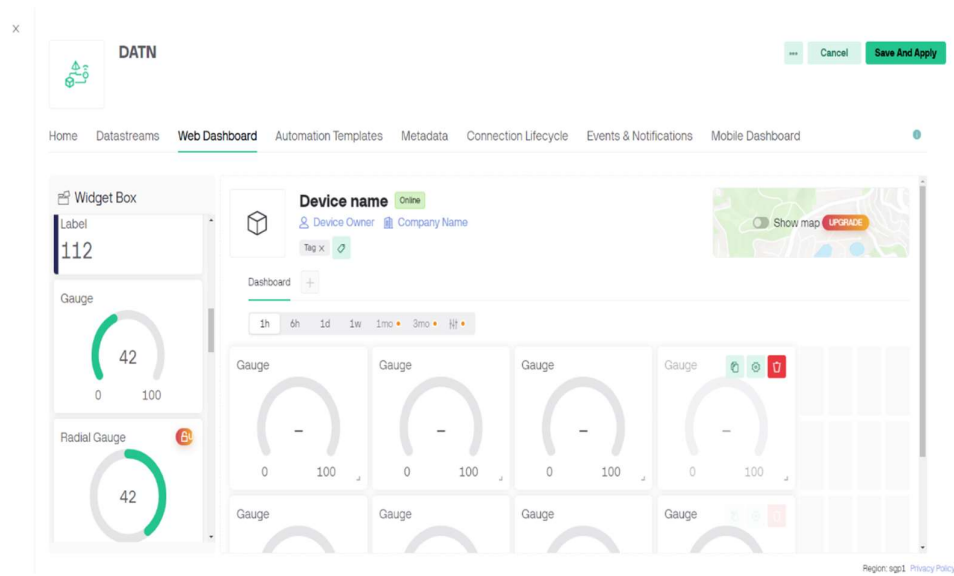 DATN
Cancel
Save And Apply
Home Datastreams Web Dashboard Automation Templates Metadata Connection Lifecycle Events & Notifications Mobile Dashboard
Widget Box
Label
112
Gauge
42
0 100
Radial Gauge
42
Device name Online
Device Owner Company Name
Tag X
Show map UPGRADE
Dashboard
1h 6h 1d 1w 1mo 3mo
Gauge Gauge Gauge Gauge
– – – –
0 100 0 100 0 100 0 100
Gauge Gauge Gauge Gauge
Region: sgp1 Privacy Policy